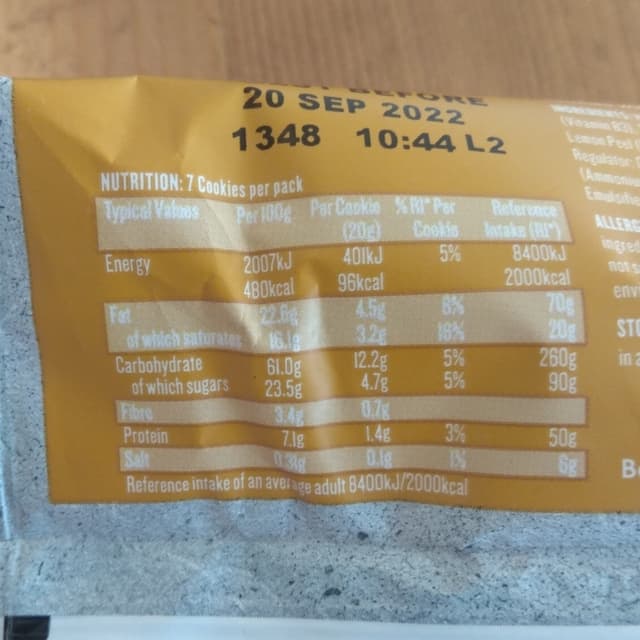 BEFORE
20 SEP 2022
1348 10:44 L2
NUTRITION: 7 Cookies per pack
Typical Values Per 100g Per Cookie (20g) % RI* Per Cookie Reference Intake (RI*)
Energy 2007kJ 401kJ 5% 8400kJ
480kcal 96kcal 2000kcal
Fat 22.6g 4.5g 6% 70g
of which saturates 3.2g 16% 20g
Carbohydrate 61.0g 12.2g 5% 260g
of which sugars 23.5g 4.7g 5% 90g
Fibre 3.4g 0.7g
Protein 7.1g 1.4g 3% 50g
Salt 0.1g 1% 6g
Reference intake of an average adult 8400kJ/2000kcal